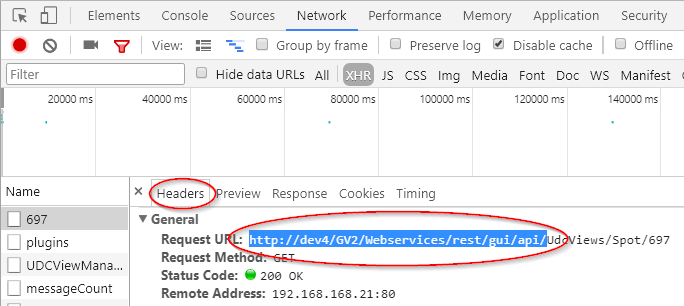 Elements Console Sources Network Performance Memory Application Security
View: Group by frame Preserve log Disable cache Offline
Filter Hide data URLs All XHR JS CSS Img Media Font Doc WS Manifest
20000 ms 40000 ms 60000 ms 80000 ms 100000 ms 120000 ms 140000 ms
Name × Headers Preview Response Cookies Timing
697 ▼ General
plugins Request URL: http://dev4/GV2/Webservices/rest/gui/api/UdcViews/Spot/697
Request Method: GET
UDCViewMana... Status Code: 200 OK
messageCount Remote Address: 192.168.168.21:80